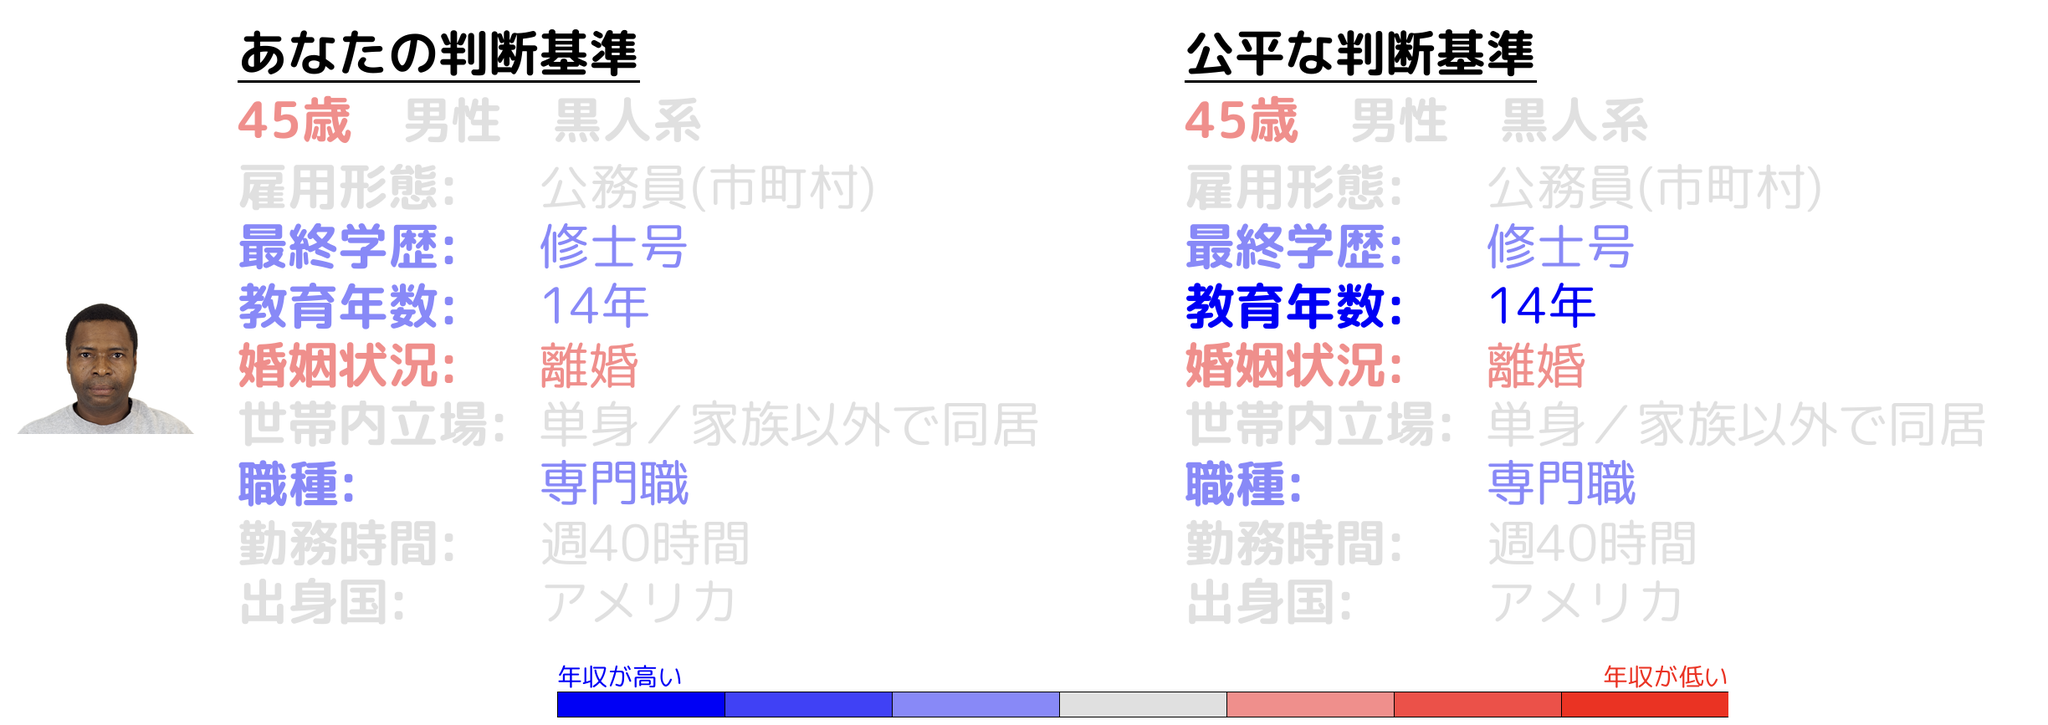 あなたの判断基準
45歳 男性 黒人系
雇用形態: 公務員(市町村)
最終学歴: 修士号
教育年数: 14年
婚姻状況: 離婚
世帯内立場: 単身／家族以外で同居
職種: 専門職
勤務時間: 週40時間
出身国: アメリカ
公平な判断基準
45歳 男性 黒人系
雇用形態: 公務員(市町村)
最終学歴: 修士号
教育年数: 14年
婚姻状況: 離婚
世帯内立場: 単身／家族以外で同居
職種: 専門職
勤務時間: 週40時間
出身国: アメリカ
年収が高い
年収が低い